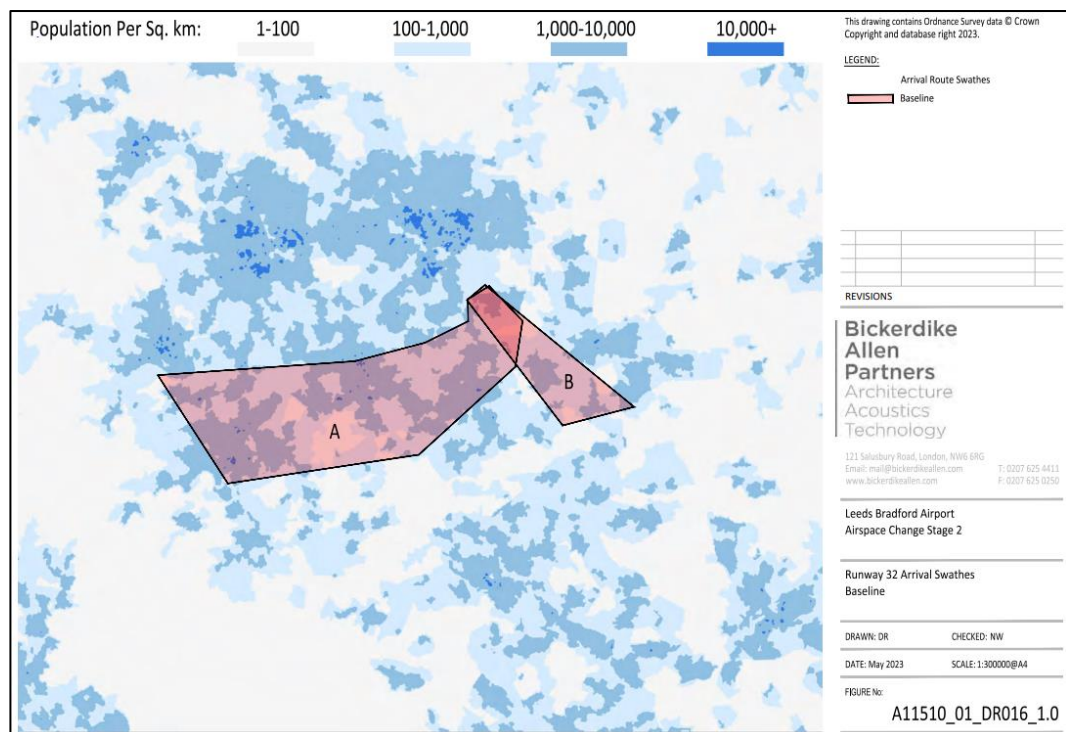 Population Per Sq. km:
1-100
100-1,000
1,000-10,000
10,000+
A
B
This drawing contains Ordnance Survey data © Crown
Copyright and database right 2023.
LEGEND:
Arrival Route Swathes
Baseline
REVISIONS
Bickerdike
Allen
Partners
Architecture
Acoustics
Technology
121 Salusbury Road, London, NW6 6RG
Email: mail@bickerdikeallen.com T: 0207 625 4411
www.bickerdikeallen.com F: 0207 625 0250
Leeds Bradford Airport
Airspace Change Stage 2
Runway 32 Arrival Swathes
Baseline
DRAWN: DR CHECKED: NW
DATE: May 2023 SCALE: 1:300000@A4
FIGURE No:
A11510_01_DR016_1.0